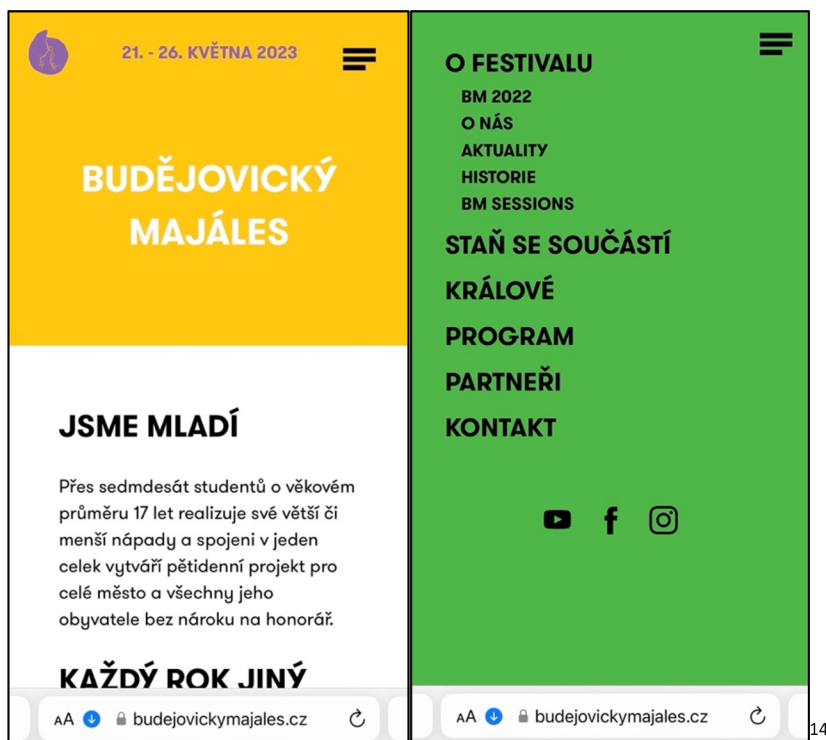 21. - 26. KVĚTNA 2023
BUDĚJOVICKÝ
MAJÁLES
JSME MLADÍ
Přes sedmdesát studentů o věkovém
průměru 17 let realizuje své větší či
menší nápady a spojeni v jeden
celek vytváří pětidenní projekt pro
celé město a všechny jeho
obyvatele bez nároku na honorář.
KAŽDÝ ROK JINÝ
AA budejovickymajales.cz
O FESTIVALU
BM 2022
O NÁS
AKTUALITY
HISTORIE
BM SESSIONS
STAŇ SE SOUČÁSTÍ
KRÁLOVÉ
PROGRAM
PARTNEŘI
KONTAKT
AA budejovickymajales.cz
14